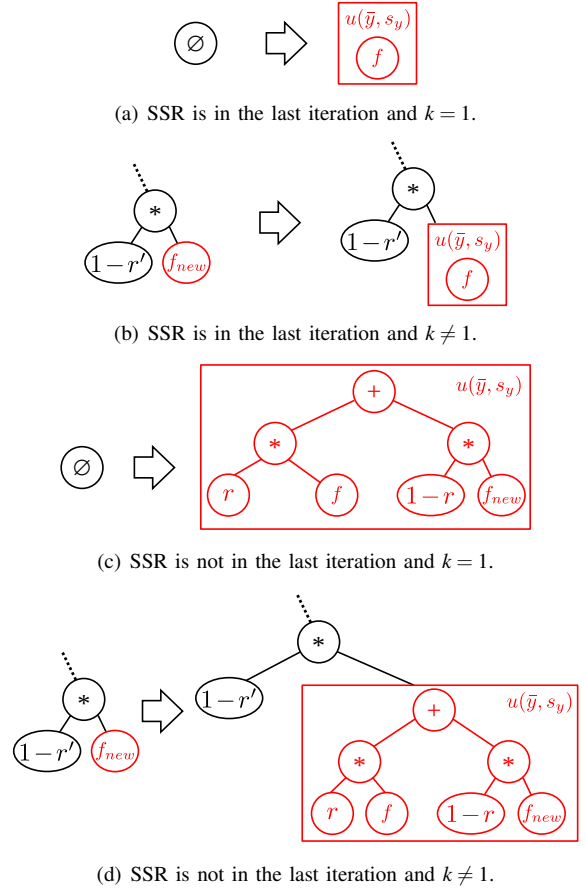 ∅ u(ȳ, s_y)
f
(a) SSR is in the last iteration and k = 1.
* *
1−r′ f_new 1−r′ u(ȳ, s_y)
f
(b) SSR is in the last iteration and k ≠ 1.
+ u(ȳ, s_y)
∅ * *
r f 1−r f_new
(c) SSR is not in the last iteration and k = 1.
*
* 1−r′ + u(ȳ, s_y)
1−r′ f_new * *
r f 1−r f_new
(d) SSR is not in the last iteration and k ≠ 1.